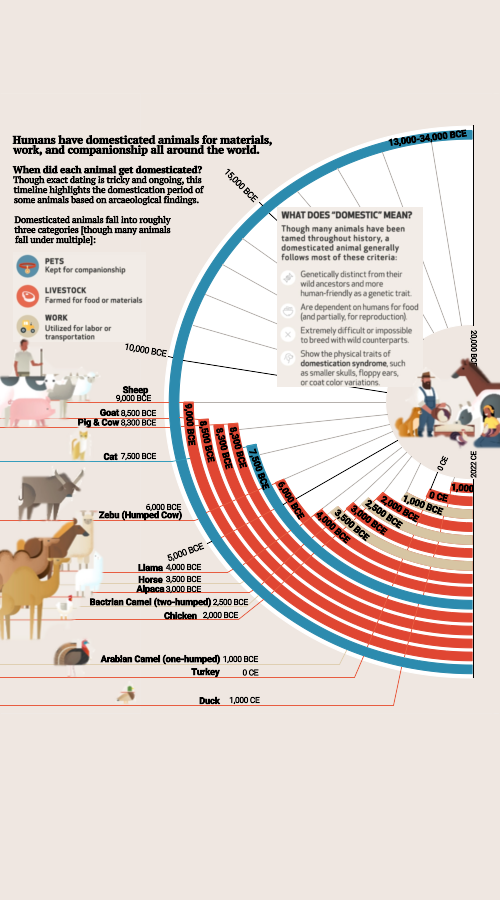 Humans have domesticated animals for materials,
work, and companionship all around the world.
When did each animal get domesticated?
Though exact dating is tricky and ongoing, this
timeline highlights the domestication period of
some animals based on arcaeological findings.
Domesticated animals fall into roughly
three categories [though many animals
fall under multiple]:
PETS
Kept for companionship
LIVESTOCK
Farmed for food or materials
WORK
Utilized for labor or
transportation
13,000-34,000 BCE
15,000 BCE
WHAT DOES “DOMESTIC” MEAN?
Though many animals have been
tamed throughout history, a
domesticated animal generally
follows most of these criteria:
Genetically distinct from their
wild ancestors and more
human-friendly as a genetic trait.
Are dependent on humans for food
(and partially, for reproduction).
Extremely difficult or impossible
to breed with wild counterparts.
Show the physical traits of
domestication syndrome, such
as smaller skulls, floppy ears,
or coat color variations.
20,000 BCE
10,000 BCE
Sheep
9,000 BCE
Goat 8,500 BCE
Pig & Cow 8,300 BCE
Cat 7,500 BCE
6,000 BCE
Zebu (Humped Cow)
5,000 BCE
Llama 4,000 BCE
Horse 3,500 BCE
Alpaca 3,000 BCE
Bactrian Camel (two-humped) 2,500 BCE
Chicken 2,000 BCE
Arabian Camel (one-humped) 1,000 BCE
Turkey 0 CE
Duck 1,000 CE
9,000 BCE
8,500 BCE
8,300 BCE
8,300 BCE
7,500 BCE
6,000 BCE
4,000 BCE
3,500 BCE
3,000 BCE
2,500 BCE
2,000 BCE
1,000 BCE
0 CE
1,000
0 CE
2022 CE